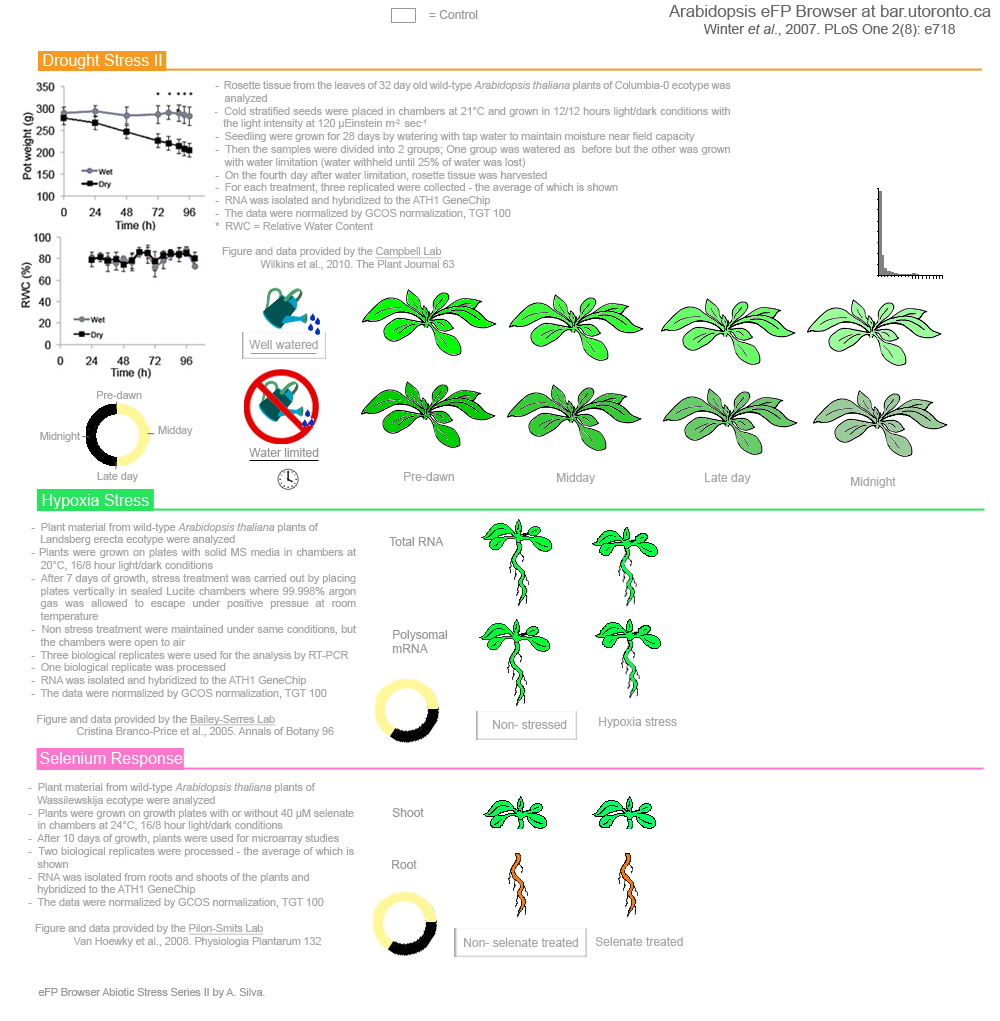 = Control
Arabidopsis eFP Browser at bar.utoronto.ca
Winter et al., 2007. PLoS One 2(8): e718
Drought Stress II
350
300
250
200
150
100
Pot weight (g)
* * * * *
Wet
Dry
0 24 48 72 96
Time (h)
- Rosette tissue from the leaves of 32 day old wild-type Arabidopsis thaliana plants of Columbia-0 ecotype was
analyzed
- Cold stratified seeds were placed in chambers at 21°C and grown in 12/12 hours light/dark conditions with
the light intensity at 120 µEinstein m-² sec-¹
- Seedling were grown for 28 days by watering with tap water to maintain moisture near field capacity
- Then the samples were divided into 2 groups; One group was watered as before but the other was grown
with water limitation (water withheld until 25% of water was lost)
- On the fourth day after water limitation, rosette tissue was harvested
- For each treatment, three replicated were collected - the average of which is shown
- RNA was isolated and hybridized to the ATH1 GeneChip
- The data were normalized by GCOS normalization, TGT 100
* RWC = Relative Water Content
Figure and data provided by the Campbell Lab
Wilkins et al., 2010. The Plant Journal 63
100
80
60
40
20
0
RWC (%)
Wet
Dry
0 24 48 72 96
Time (h)
Well watered
Water limited
Pre-dawn
Midnight
Midday
Late day
Pre-dawn
Midday
Late day
Midnight
Hypoxia Stress
- Plant material from wild-type Arabidopsis thaliana plants of
Landsberg erecta ecotype were analyzed
- Plants were grown on plates with solid MS media in chambers at
20°C, 16/8 hour light/dark conditions
- After 7 days of growth, stress treatment was carried out by placing
plates vertically in sealed Lucite chambers where 99.998% argon
gas was allowed to escape under positive pressue at room
temperature
- Non stress treatment were maintained under same conditions, but
the chambers were open to air
- Three biological replicates were used for the analysis by RT-PCR
- One biological replicate was processed
- RNA was isolated and hybridized to the ATH1 GeneChip
- The data were normalized by GCOS normalization, TGT 100
Figure and data provided by the Bailey-Serres Lab
Cristina Branco-Price et al., 2005. Annals of Botany 96
Total RNA
Polysomal
mRNA
Non- stressed
Hypoxia stress
Selenium Response
- Plant material from wild-type Arabidopsis thaliana plants of
Wassilewskija ecotype were analyzed
- Plants were grown on growth plates with or without 40 µM selenate
in chambers at 24°C, 16/8 hour light/dark conditions
- After 10 days of growth, plants were used for microarray studies
- Two biological replicates were processed - the average of which is
shown
- RNA was isolated from roots and shoots of the plants and
hybridized to the ATH1 GeneChip
- The data were normalized by GCOS normalization, TGT 100
Figure and data provided by the Pilon-Smits Lab
Van Hoewky et al., 2008. Physiologia Plantarum 132
Shoot
Root
Non- selenate treated
Selenate treated
eFP Browser Abiotic Stress Series II by A. Silva.